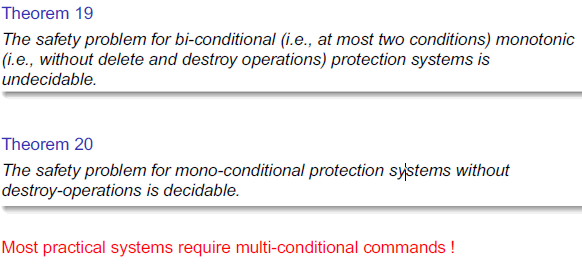 Theorem 19
The safety problem for bi-conditional (i.e., at most two conditions) monotonic
(i.e., without delete and destroy operations) protection systems is
undecidable.
Theorem 20
The safety problem for mono-conditional protection systems without
destroy-operations is decidable.
Most practical systems require multi-conditional commands !